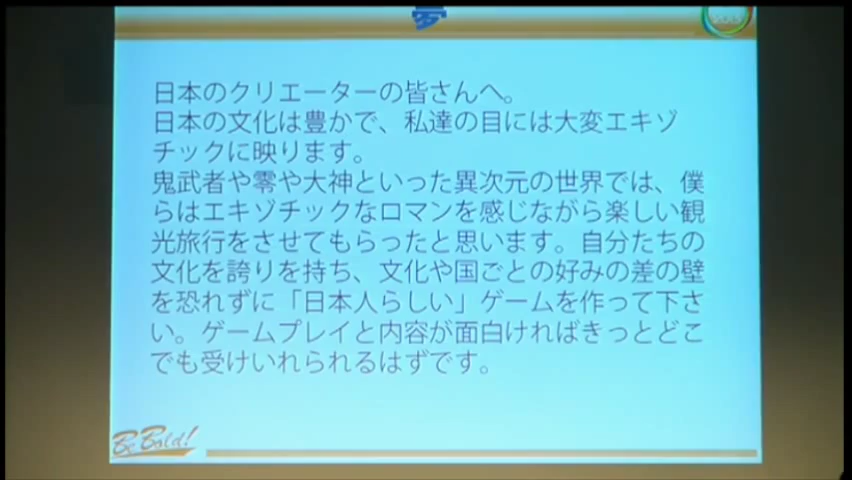 夢
日本のクリエーターの皆さんへ。
日本の文化は豊かで、私達の目には大変エキゾ
チックに映ります。
鬼武者や零や大神といった異次元の世界では、僕
らはエキゾチックなロマンを感じながら楽しい観
光旅行をさせてもらったと思います。自分たちの
文化を誇りを持ち、文化や国ごとの好みの差の壁
を恐れずに「日本人らしい」ゲームを作って下さ
い。ゲームプレイと内容が面白ければきっとどこ
でも受けいれられるはずです。
Be Bold!